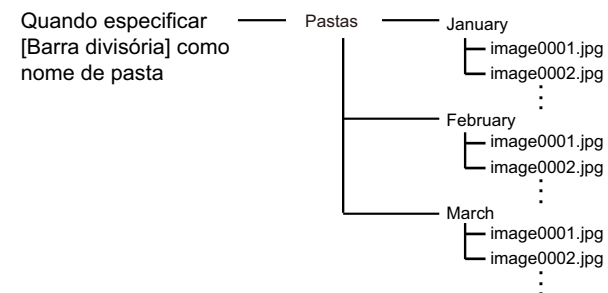 Quando especificar
[Barra divisória] como
nome de pasta
Pastas
January
image0001.jpg
image0002.jpg
February
image0001.jpg
image0002.jpg
March
image0001.jpg
image0002.jpg